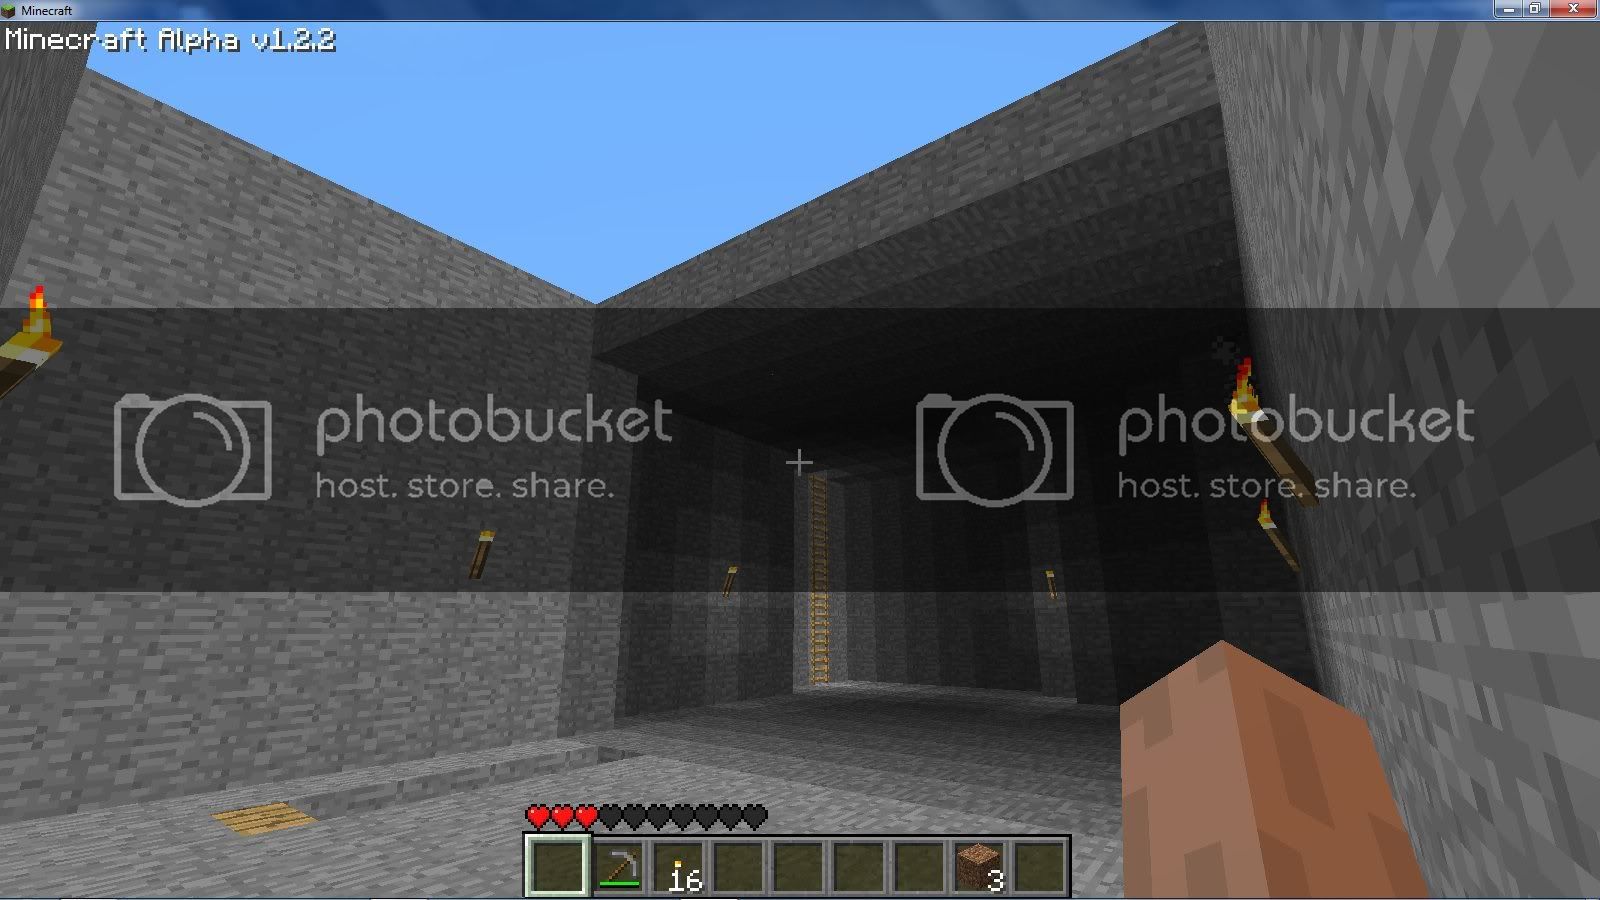 Minecraft
Minecraft Alpha v1.2.2
photobucket
host. store. share.
photobucket
host. store. share.
16
3